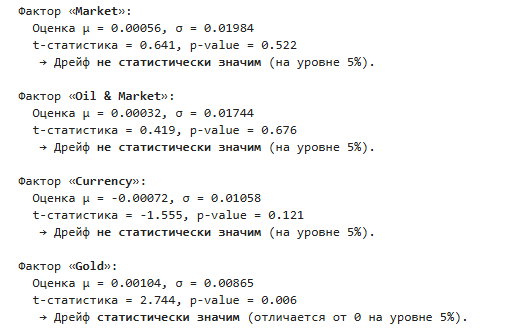 Фактор «Market»:
Оценка μ = 0.00056, σ = 0.01984
t-статистика = 0.641, p-value = 0.522
→ Дрейф не статистически значим (на уровне 5%).
Фактор «Oil & Market»:
Оценка μ = 0.00032, σ = 0.01744
t-статистика = 0.419, p-value = 0.676
→ Дрейф не статистически значим (на уровне 5%).
Фактор «Currency»:
Оценка μ = -0.00072, σ = 0.01058
t-статистика = -1.555, p-value = 0.121
→ Дрейф не статистически значим (на уровне 5%).
Фактор «Gold»:
Оценка μ = 0.00104, σ = 0.00865
t-статистика = 2.744, p-value = 0.006
→ Дрейф статистически значим (отличается от 0 на уровне 5%).